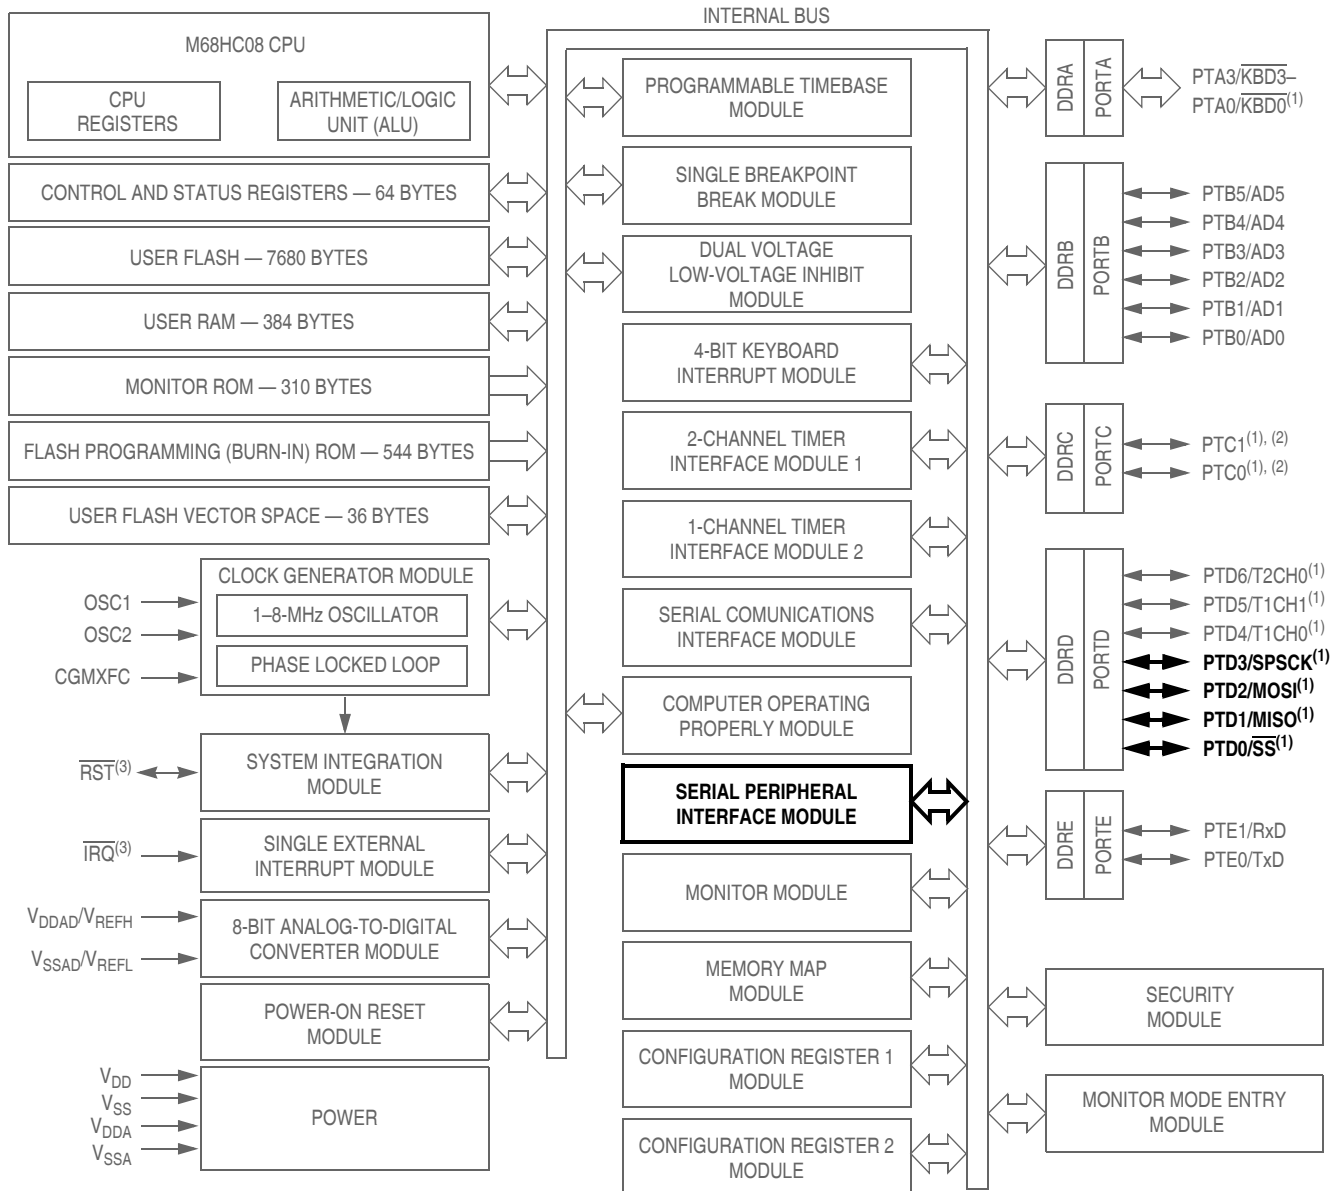 INTERNAL BUS
M68HC08 CPU
CPU
REGISTERS
ARITHMETIC/LOGIC
UNIT (ALU)
CONTROL AND STATUS REGISTERS — 64 BYTES
USER FLASH — 7680 BYTES
USER RAM — 384 BYTES
MONITOR ROM — 310 BYTES
FLASH PROGRAMMING (BURN-IN) ROM — 544 BYTES
USER FLASH VECTOR SPACE — 36 BYTES
CLOCK GENERATOR MODULE
1–8-MHz OSCILLATOR
PHASE LOCKED LOOP
OSC1
OSC2
CGMXFC
SYSTEM INTEGRATION
MODULE
RST(3)
SINGLE EXTERNAL
INTERRUPT MODULE
IRQ(3)
8-BIT ANALOG-TO-DIGITAL
CONVERTER MODULE
VDDAD/VREFH
VSSAD/VREFL
POWER-ON RESET
MODULE
VDD
VSS
VDDA
VSSA
POWER
PROGRAMMABLE TIMEBASE
MODULE
SINGLE BREAKPOINT
BREAK MODULE
DUAL VOLTAGE
LOW-VOLTAGE INHIBIT
MODULE
4-BIT KEYBOARD
INTERRUPT MODULE
2-CHANNEL TIMER
INTERFACE MODULE 1
1-CHANNEL TIMER
INTERFACE MODULE 2
SERIAL COMUNICATIONS
INTERFACE MODULE
COMPUTER OPERATING
PROPERLY MODULE
SERIAL PERIPHERAL
INTERFACE MODULE
MONITOR MODULE
MEMORY MAP
MODULE
CONFIGURATION REGISTER 1
MODULE
CONFIGURATION REGISTER 2
MODULE
DDRA
PORTA
PTA3/KBD3–
PTA0/KBD0(1)
DDRB
PORTB
PTB5/AD5
PTB4/AD4
PTB3/AD3
PTB2/AD2
PTB1/AD1
PTB0/AD0
DDRC
PORTC
PTC1(1), (2)
PTC0(1), (2)
DDRD
PORTD
PTD6/T2CH0(1)
PTD5/T1CH1(1)
PTD4/T1CH0(1)
PTD3/SPSCK(1)
PTD2/MOSI(1)
PTD1/MISO(1)
PTD0/SS(1)
DDRE
PORTE
PTE1/RxD
PTE0/TxD
SECURITY
MODULE
MONITOR MODE ENTRY
MODULE